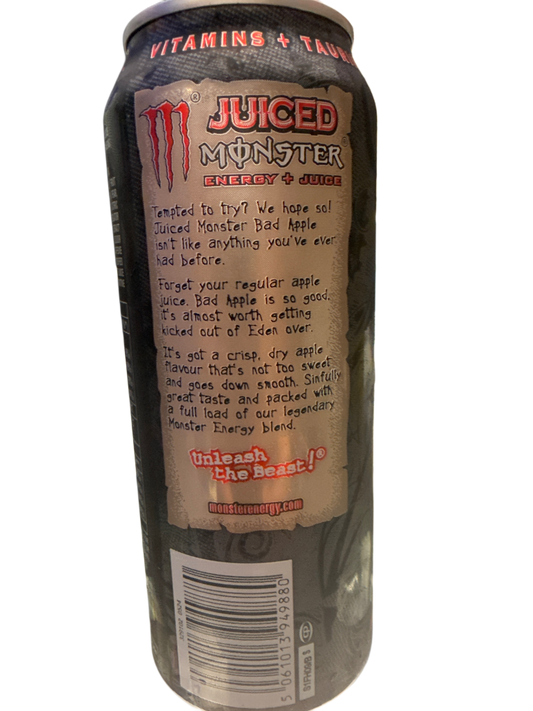 VITAMINS + TAUR
JUICED
MONSTER
ENERGY + JUICE
Tempted to try? We hope so!
Juiced Monster Bad Apple
isn't like anything you've ever
had before.
Forget your regular apple
juice. Bad Apple is so good,
it's almost worth getting
kicked out of Eden over.
It's got a crisp, dry apple
flavour that's not too sweet
and goes down smooth. Sinfully
great taste and packed with
a full load of our legendary
Monster Energy blend.
Unleash
the Beast!®
monsterenergy.com
5 061013 949880